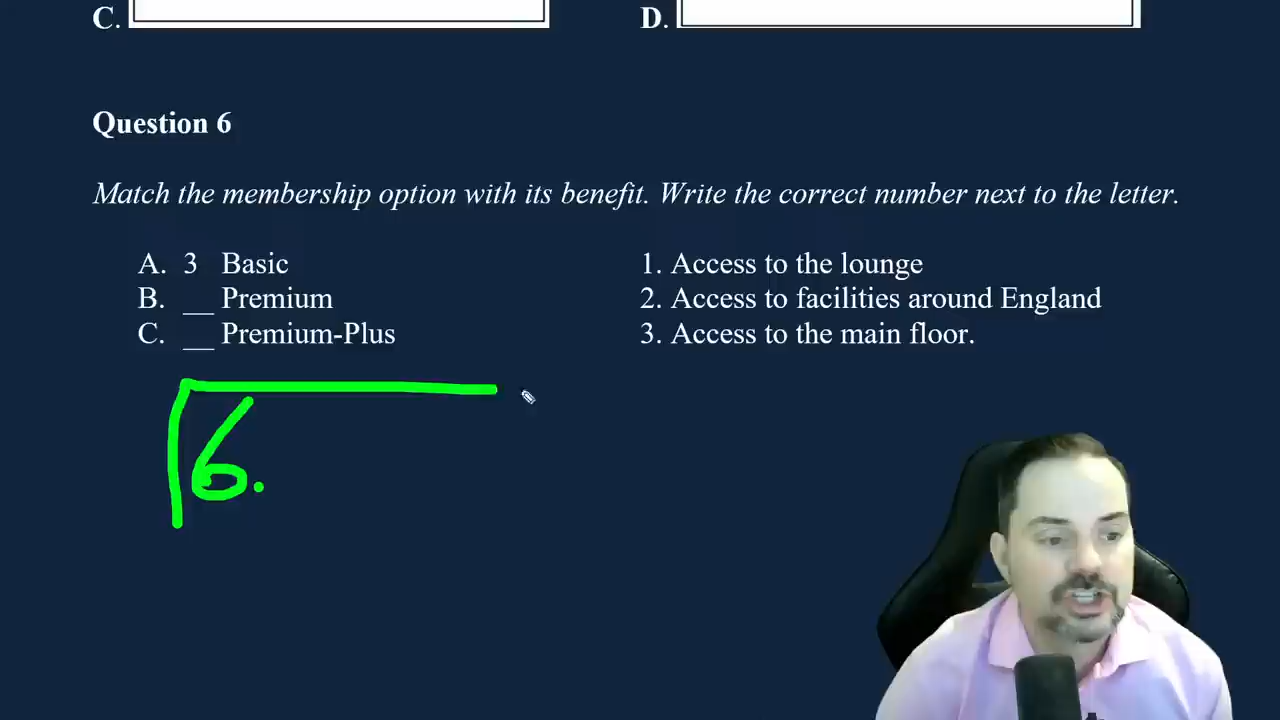 C. D.
Question 6
Match the membership option with its benefit. Write the correct number next to the letter.
A. 3 Basic 1. Access to the lounge
B. __ Premium 2. Access to facilities around England
C. __ Premium-Plus 3. Access to the main floor.
6.